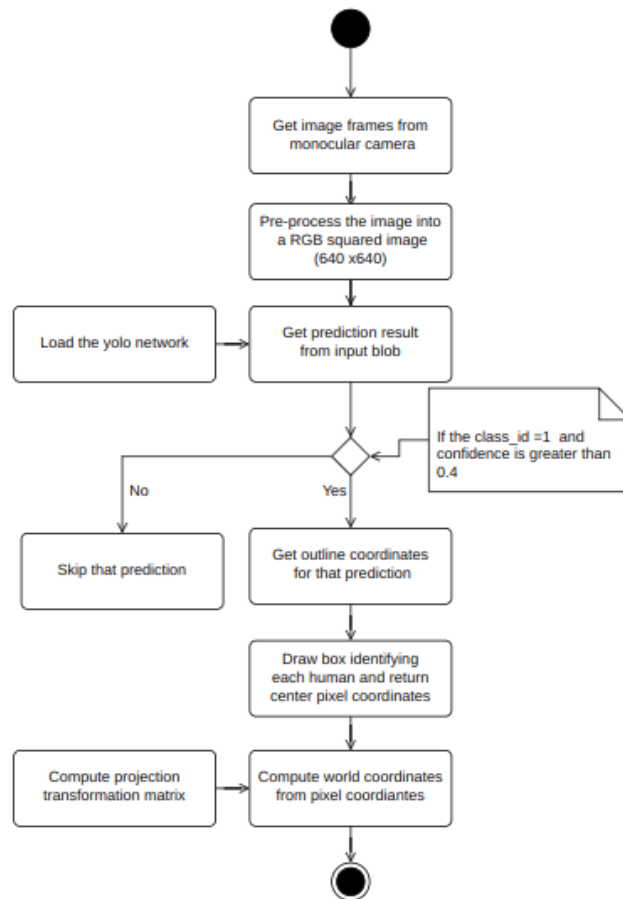 Get image frames from
monocular camera
Pre-process the image into
a RGB squared image
(640 x640)
Load the yolo network
Get prediction result
from input blob
If the class_id =1 and
confidence is greater than
0.4
No
Yes
Skip that prediction
Get outline coordinates
for that prediction
Draw box identifying
each human and return
center pixel coordinates
Compute projection
transformation matrix
Compute world coordinates
from pixel coordiantes